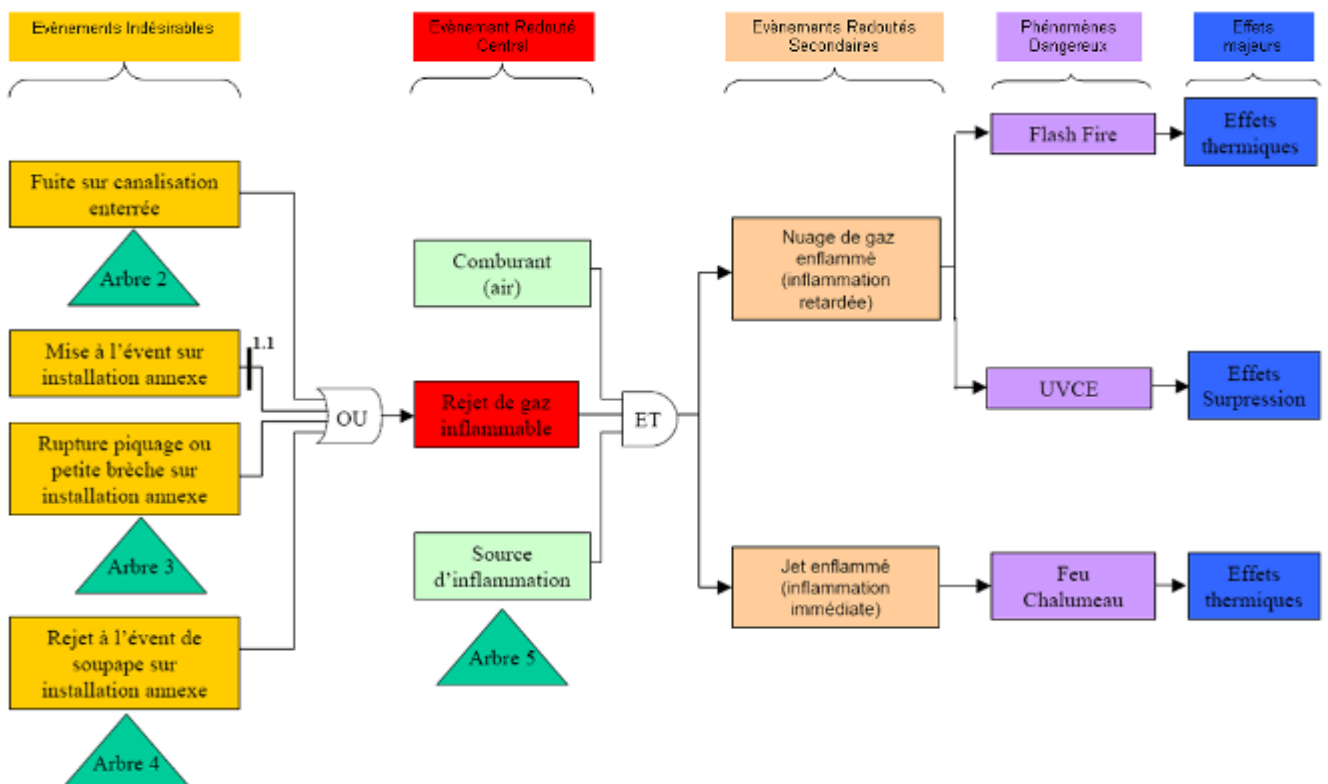 Evènements Indésirables
Evènement Redouté
Central
Evènements Redoutés
Secondaires
Phénomènes
Dangereux
Effets
majeurs
Fuite sur canalisation
enterrée
Arbre 2
Mise à l’évent sur
installation annexe
1.1
Rupture piquage ou
petite brèche sur
installation annexe
Arbre 3
Rejet à l’évent de
soupape sur
installation annexe
Arbre 4
OU
Comburant
(air)
Rejet de gaz
inflammable
Source
d’inflammation
Arbre 5
ET
Nuage de gaz
enflammé
(inflammation
retardée)
Jet enflammé
(inflammation
immédiate)
Flash Fire
UVCE
Feu
Chalumeau
Effets
thermiques
Effets
Surpression
Effets
thermiques